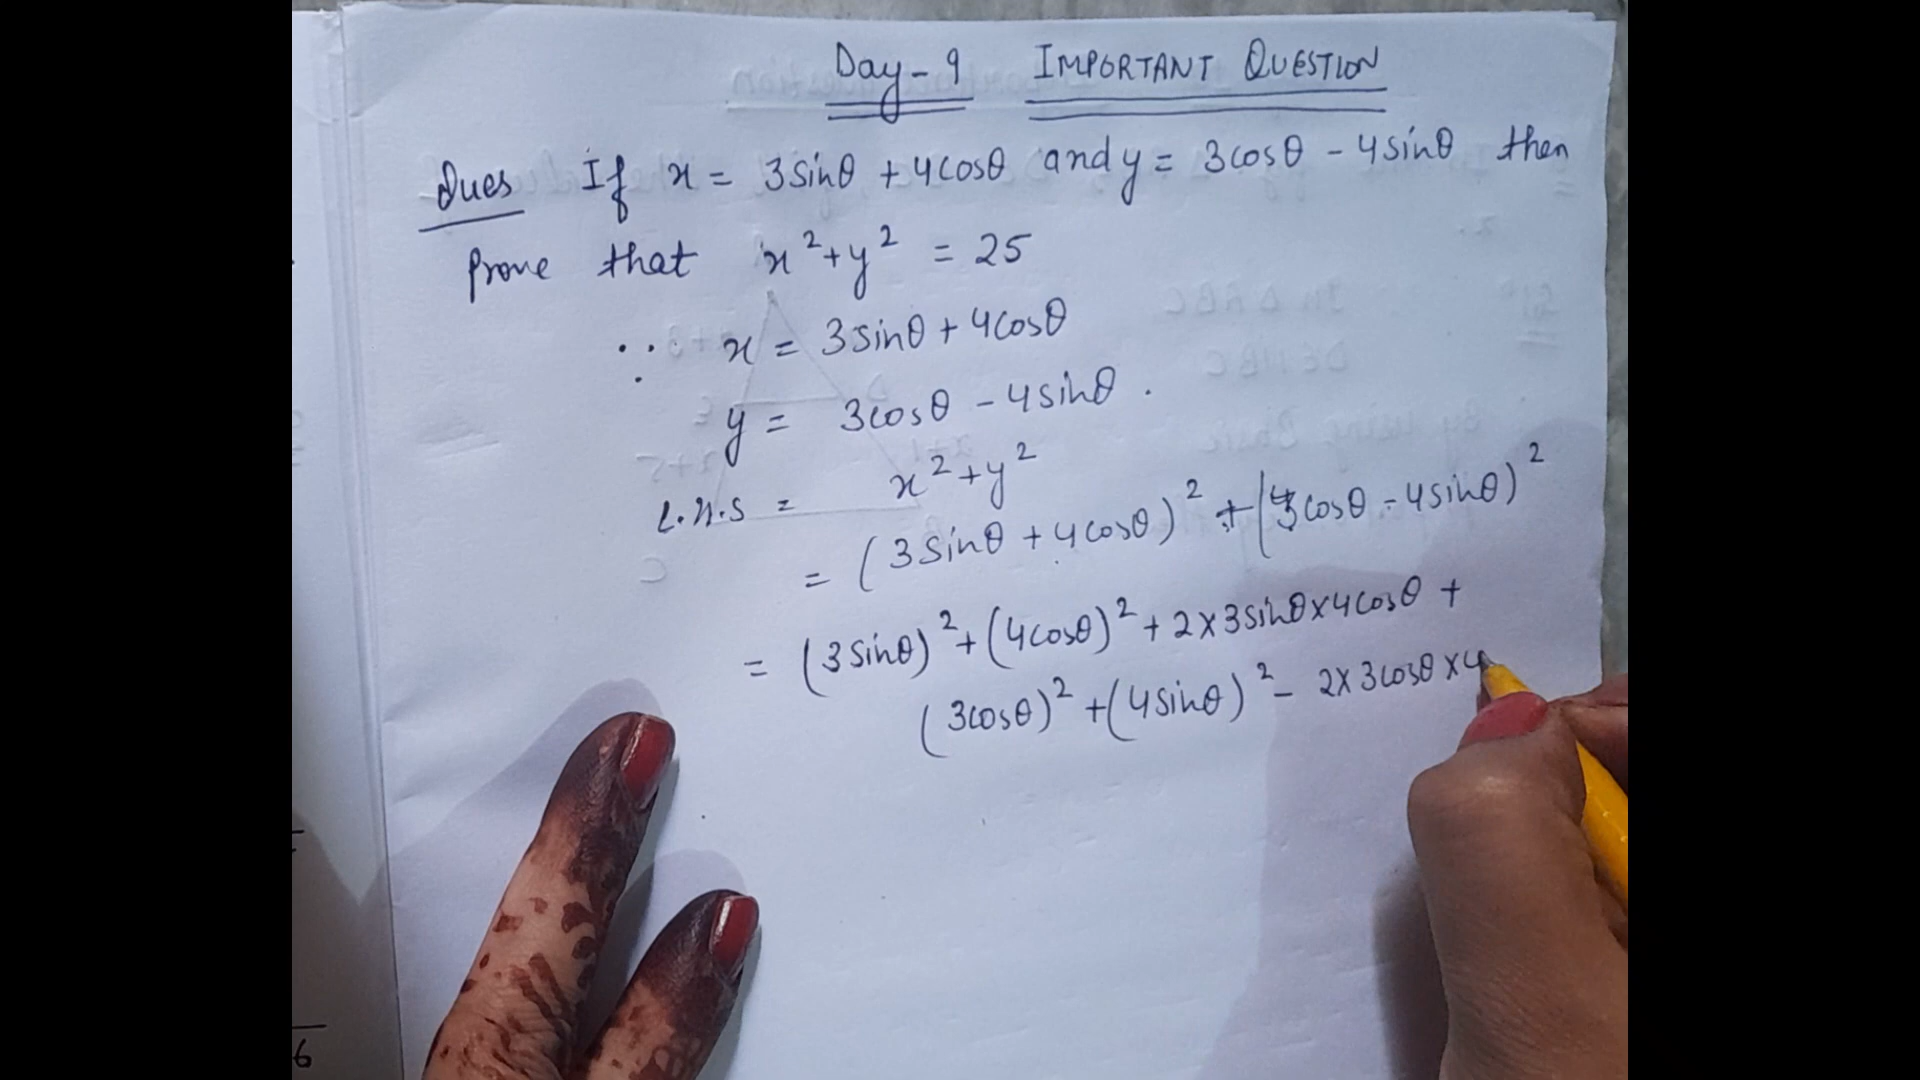 Day - 9 IMPORTANT QUESTION
Ques If x = 3sinθ + 4cosθ and y = 3cosθ - 4sinθ then
Prove that x² + y² = 25
∵ x = 3sinθ + 4cosθ
y = 3cosθ - 4sinθ .
L.H.S = x² + y²
= (3sinθ + 4cosθ)² + (3cosθ - 4sinθ)²
= (3sinθ)² + (4cosθ)² + 2×3sinθ×4cosθ +
(3cosθ)² + (4sinθ)² - 2×3cosθ×4
6